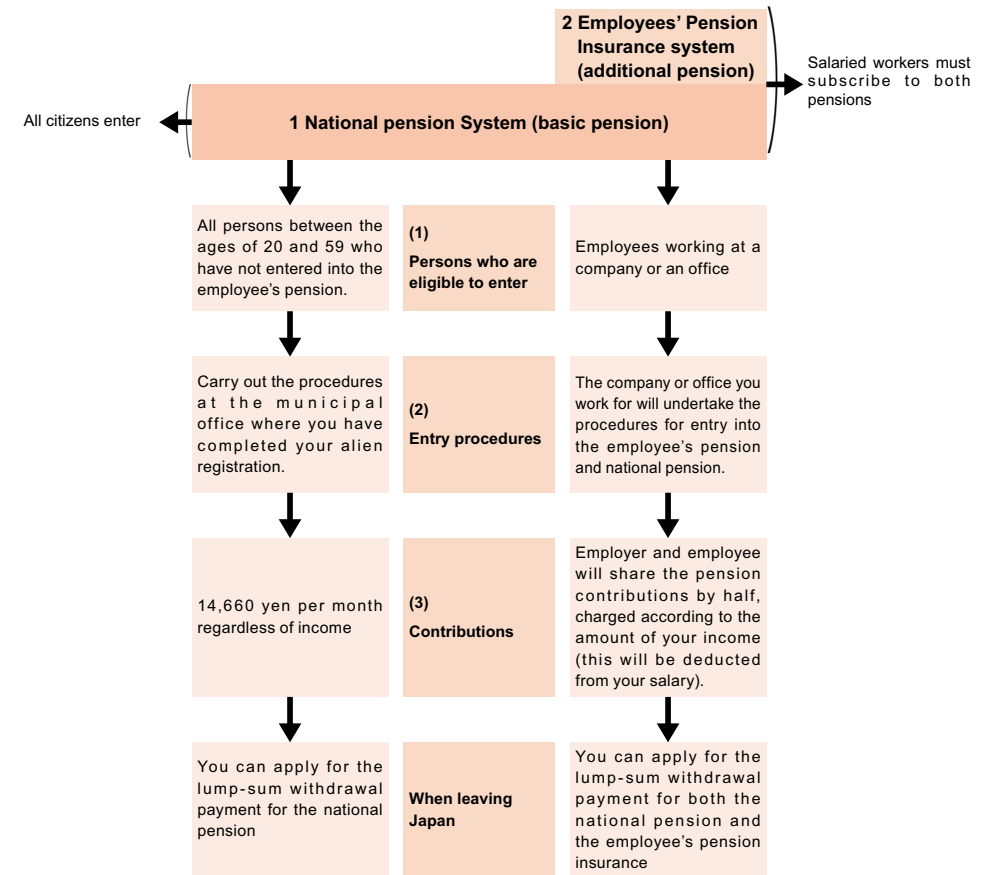 2 Employees’ Pension
Insurance system
(additional pension)
Salaried workers must
subscribe to both
pensions
All citizens enter
1 National pension System (basic pension)
All persons between the
ages of 20 and 59 who
have not entered into the
employee’s pension.
(1)
Persons who are
eligible to enter
Employees working at a
company or an office
Carry out the procedures
at the municipal
office where you have
completed your alien
registration.
(2)
Entry procedures
The company or office you
work for will undertake the
procedures for entry into
the employee’s pension
and national pension.
14,660 yen per month
regardless of income
(3)
Contributions
Employer and employee
will share the pension
contributions by half,
charged according to the
amount of your income
(this will be deducted
from your salary).
You can apply for the
lump-sum withdrawal
payment for the national
pension
When leaving
Japan
You can apply for the
lump-sum withdrawal
payment for both the
national pension and
the employee’s pension
insurance